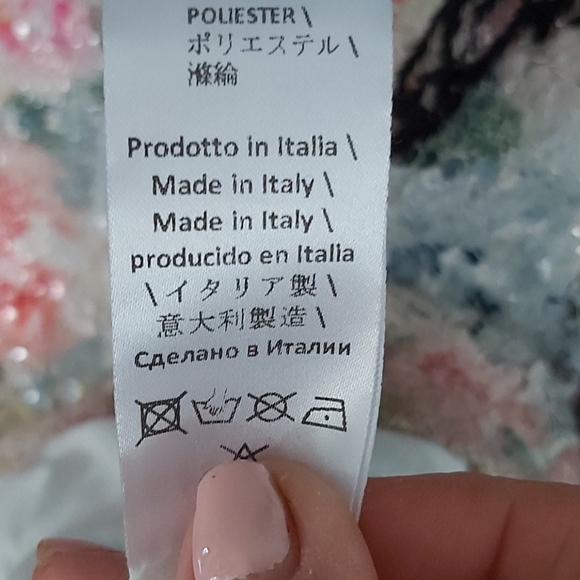 POLIESTER \
ポリエステル \
滌綸
Prodotto in Italia \
Made in Italy \
Made in Italy \
producido en Italia
\ イタリア製 \
意大利製造 \
Сделано в Италии